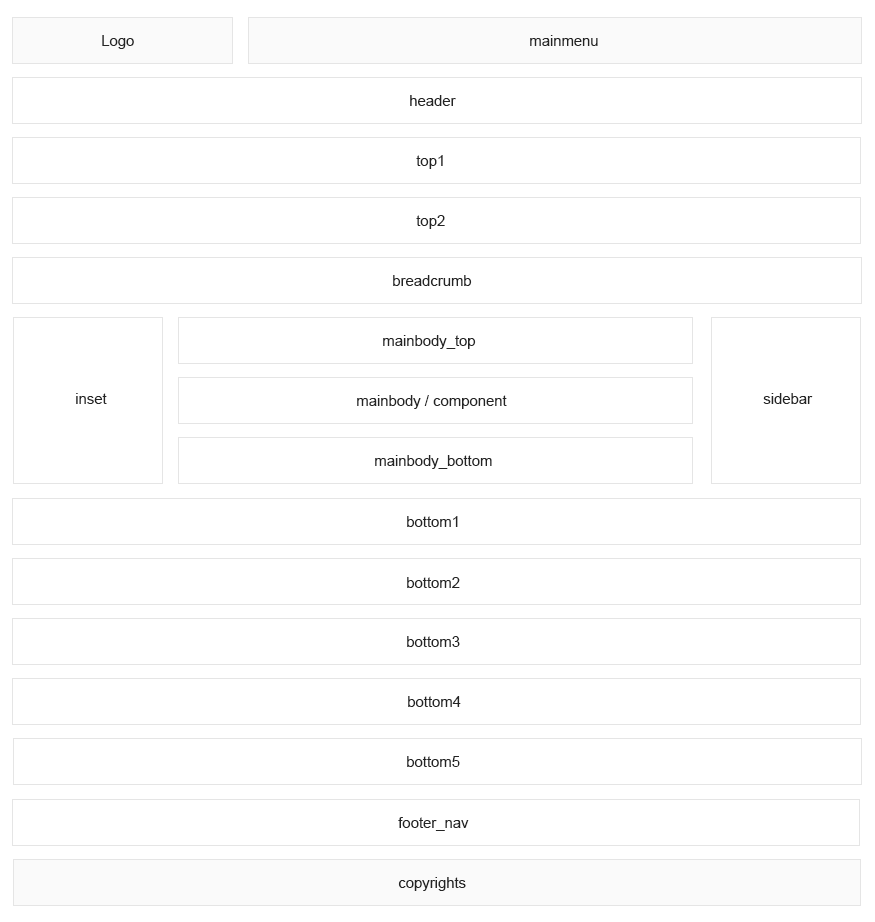 Logo
mainmenu
header
top1
top2
breadcrumb
inset
mainbody_top
mainbody / component
mainbody_bottom
sidebar
bottom1
bottom2
bottom3
bottom4
bottom5
footer_nav
copyrights